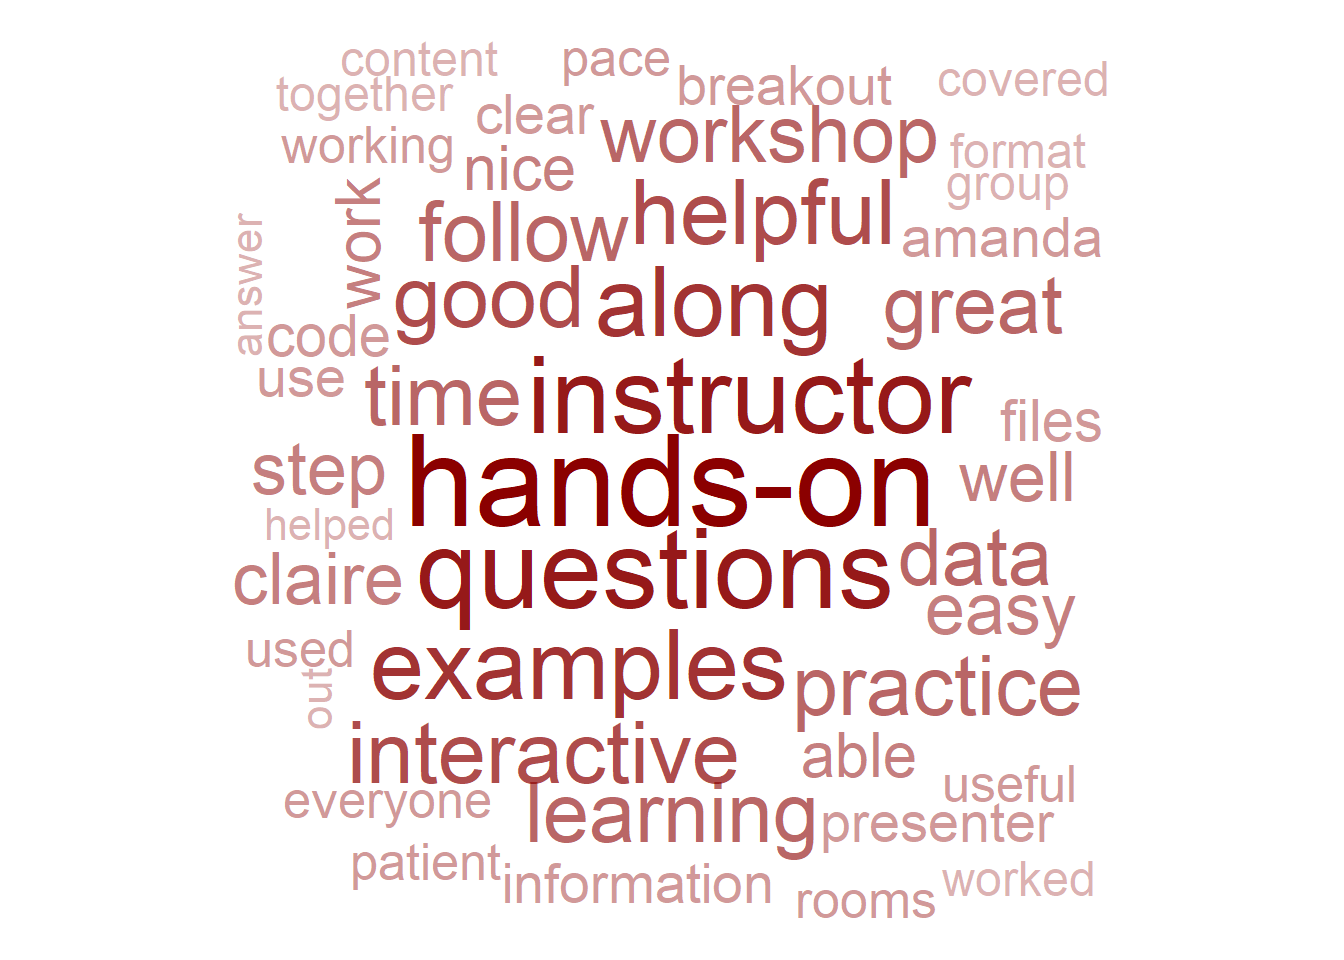 content
pace
breakout
covered
together
clear
workshop
working
nice
format
group
work
helpful
follow
amanda
answer
good
along
great
code
use
time
instructor
files
step
hands-on
well
helped
questions
data
claire
easy
used
examples
practice
out
interactive
able
useful
everyone
learning
presenter
patient
information
rooms
worked